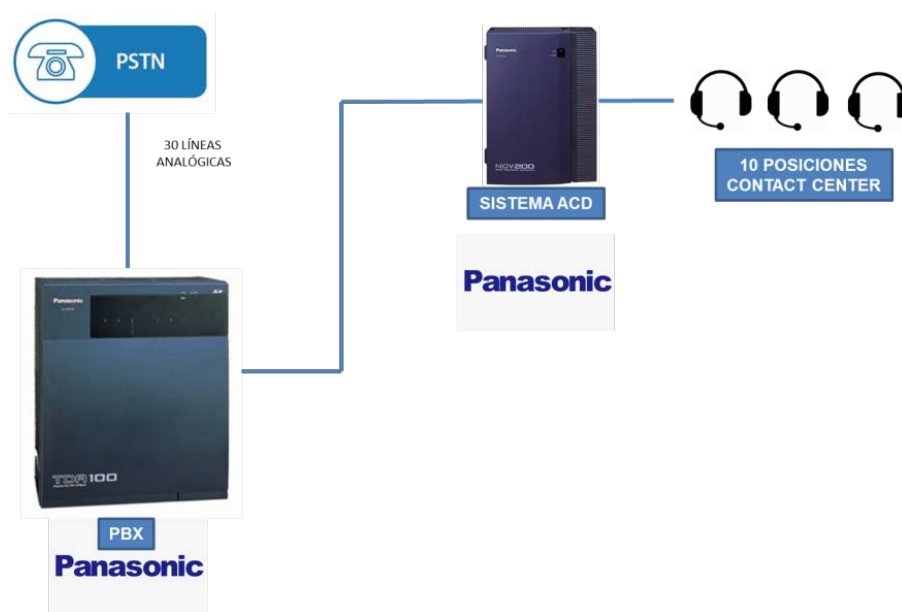 PSTN
30 LÍNEAS
ANALÓGICAS
Panasonic
NCV200
SISTEMA ACD
Panasonic
10 POSICIONES
CONTACT CENTER
Panasonic
TDA100
PBX
Panasonic